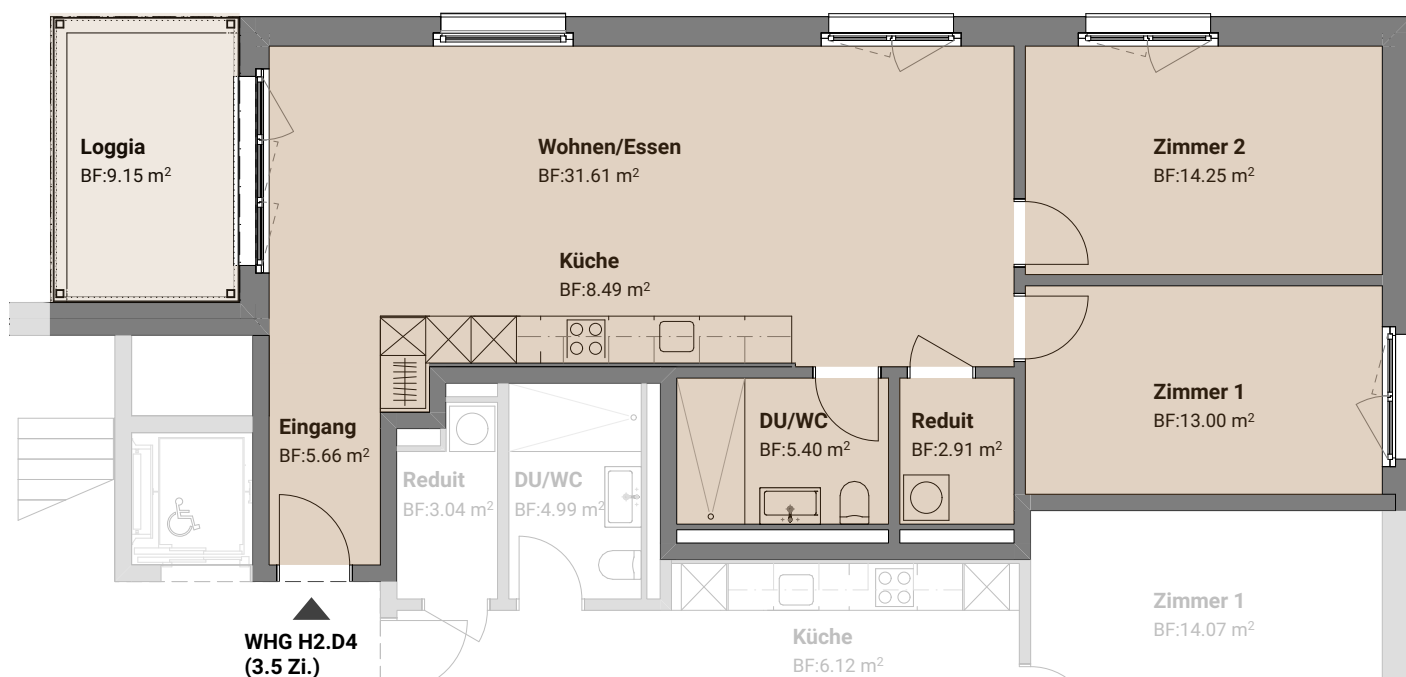 Loggia
BF:9.15 m²
Wohnen/Essen
BF:31.61 m²
Zimmer 2
BF:14.25 m²
Küche
BF:8.49 m²
Eingang
BF:5.66 m²
DU/WC
BF:5.40 m²
Reduit
BF:2.91 m²
Zimmer 1
BF:13.00 m²
Reduit
BF:3.04 m²
DU/WC
BF:4.99 m²
WHG H2.D4
(3.5 Zi.)
Küche
BF:6.12 m²
Zimmer 1
BF:14.07 m²